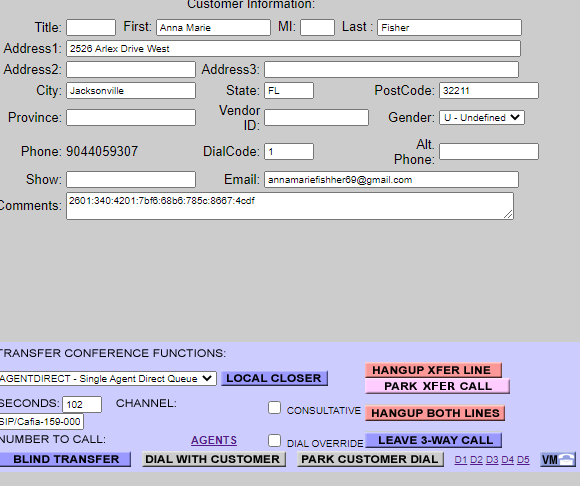 Customer Information:
Title: First: Anna Marie MI: Last : Fisher
Address1: 2526 Arlex Drive West
Address2: Address3:
City: Jacksonville State: FL PostCode: 32211
Province: Vendor ID: Gender: U - Undefined
Phone: 9044059307 DialCode: 1 Alt. Phone:
Show: Email: annamariefishher69@gmail.com
Comments: 2601:340:4201:7bf6:68b6:785c:8667:4cdf
TRANSFER CONFERENCE FUNCTIONS:
AGENTDIRECT - Single Agent Direct Queue LOCAL CLOSER HANGUP XFER LINE
PARK XFER CALL
SECONDS: 102 CHANNEL: CONSULTATIVE HANGUP BOTH LINES
SIP/Cafia-159-000
NUMBER TO CALL: AGENTS DIAL OVERRIDE LEAVE 3-WAY CALL
BLIND TRANSFER DIAL WITH CUSTOMER PARK CUSTOMER DIAL D1 D2 D3 D4 D5 VM